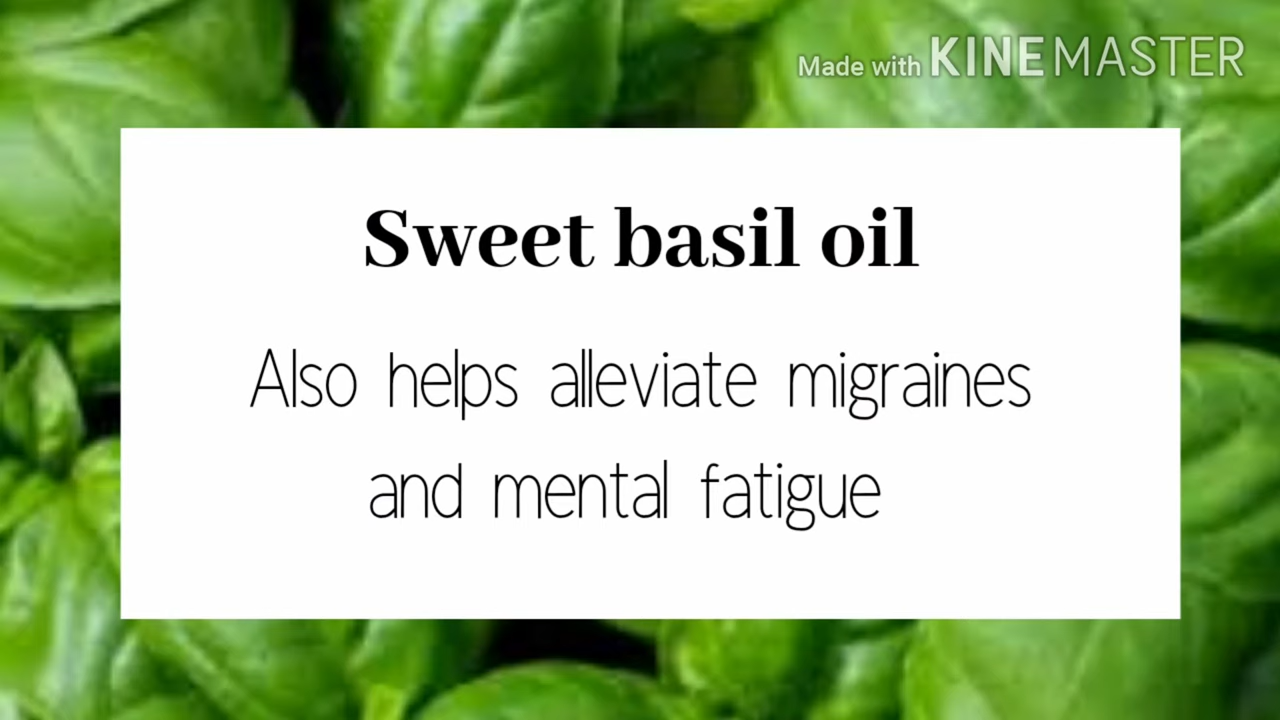 Made with KINEMASTER
Sweet basil oil
Also helps alleviate migraines
and mental fatigue